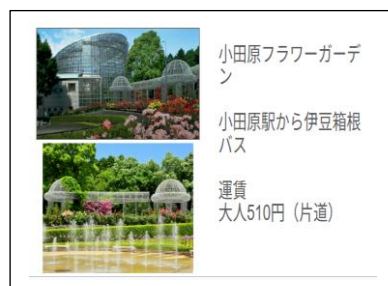 小田原フラワーガーデ
ン
小田原駅から伊豆箱根
バス
運賃
大人510円（片道）